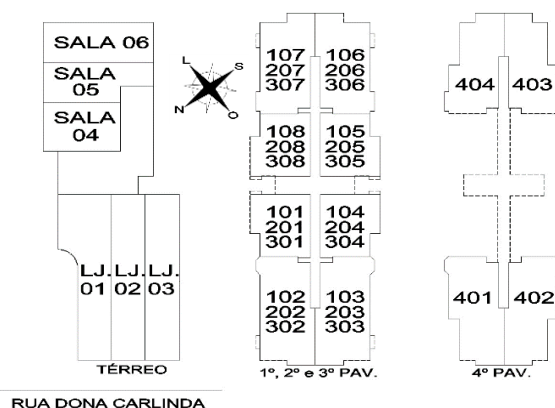 SALA 06
SALA
05
SALA
04
L
S
N
O
LJ.
01
LJ.
02
LJ.
03
TÉRREO
RUA DONA CARLINDA
107
207
307
106
206
306
108
208
308
105
205
305
101
201
301
104
204
304
102
202
302
103
203
303
1º, 2º e 3º PAV.
404
403
401
402
4º PAV.